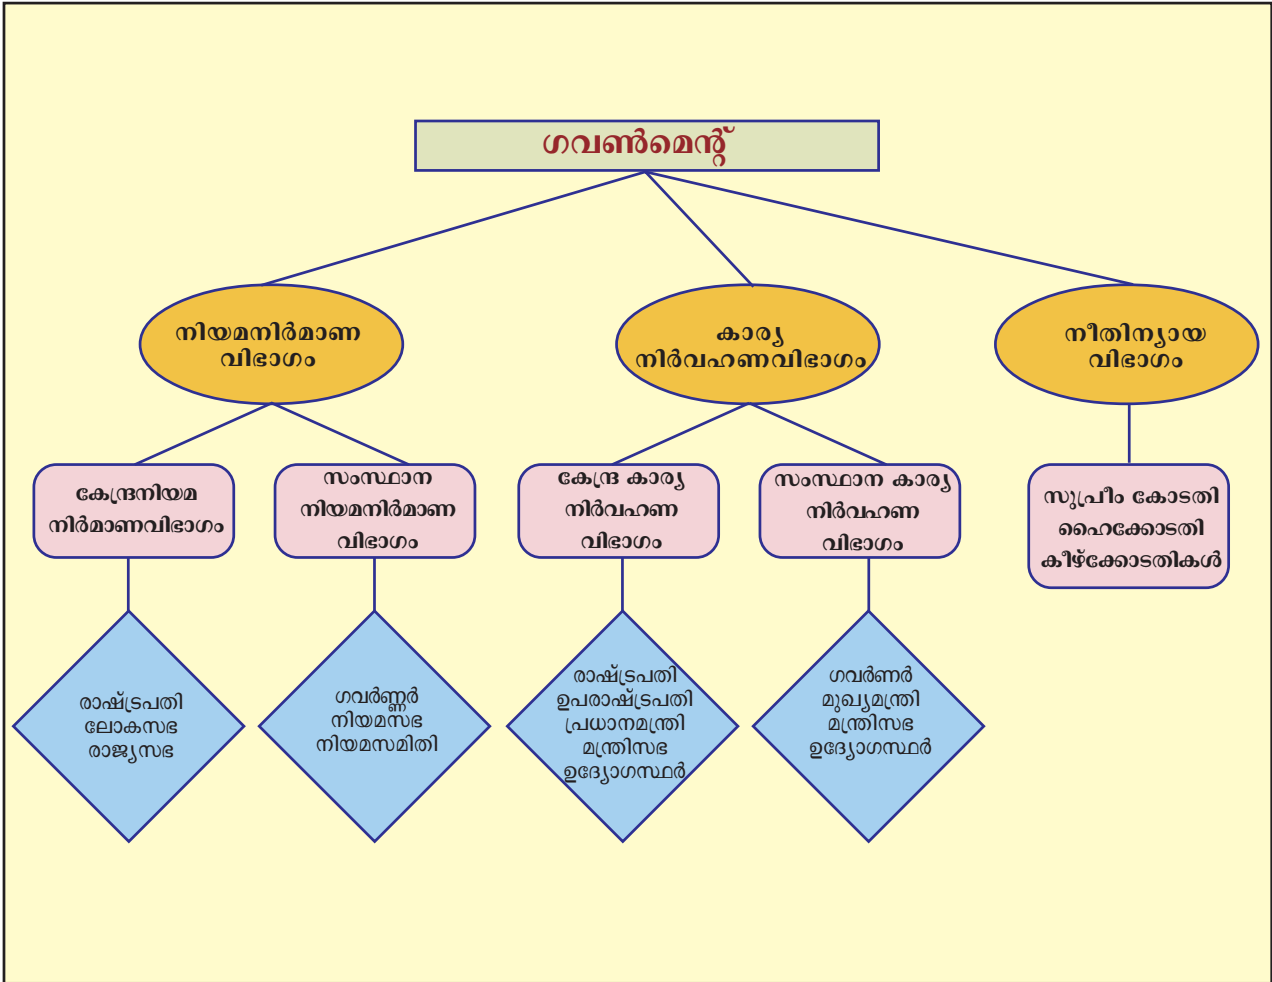 ഗവൺമെന്റ്
നിയമനിർമാണ
വിഭാഗം
കാര്യ
നിർവഹണവിഭാഗം
നീതിന്യായ
വിഭാഗം
കേന്ദ്രനിയമ
നിർമാണവിഭാഗം
സംസ്ഥാന
നിയമനിർമാണ
വിഭാഗം
കേന്ദ്ര കാര്യ
നിർവഹണ
വിഭാഗം
സംസ്ഥാന കാര്യ
നിർവഹണ
വിഭാഗം
സുപ്രീം കോടതി
ഹൈക്കോടതി
കീഴ്ക്കോടതികൾ
രാഷ്ട്രപതി
ലോകസഭ
രാജ്യസഭ
ഗവർണ്ണർ
നിയമസഭ
നിയമസമിതി
രാഷ്ട്രപതി
ഉപരാഷ്ട്രപതി
പ്രധാനമന്ത്രി
മന്ത്രിസഭ
ഉദ്യോഗസ്ഥർ
ഗവർണർ
മുഖ്യമന്ത്രി
മന്ത്രിസഭ
ഉദ്യോഗസ്ഥർ